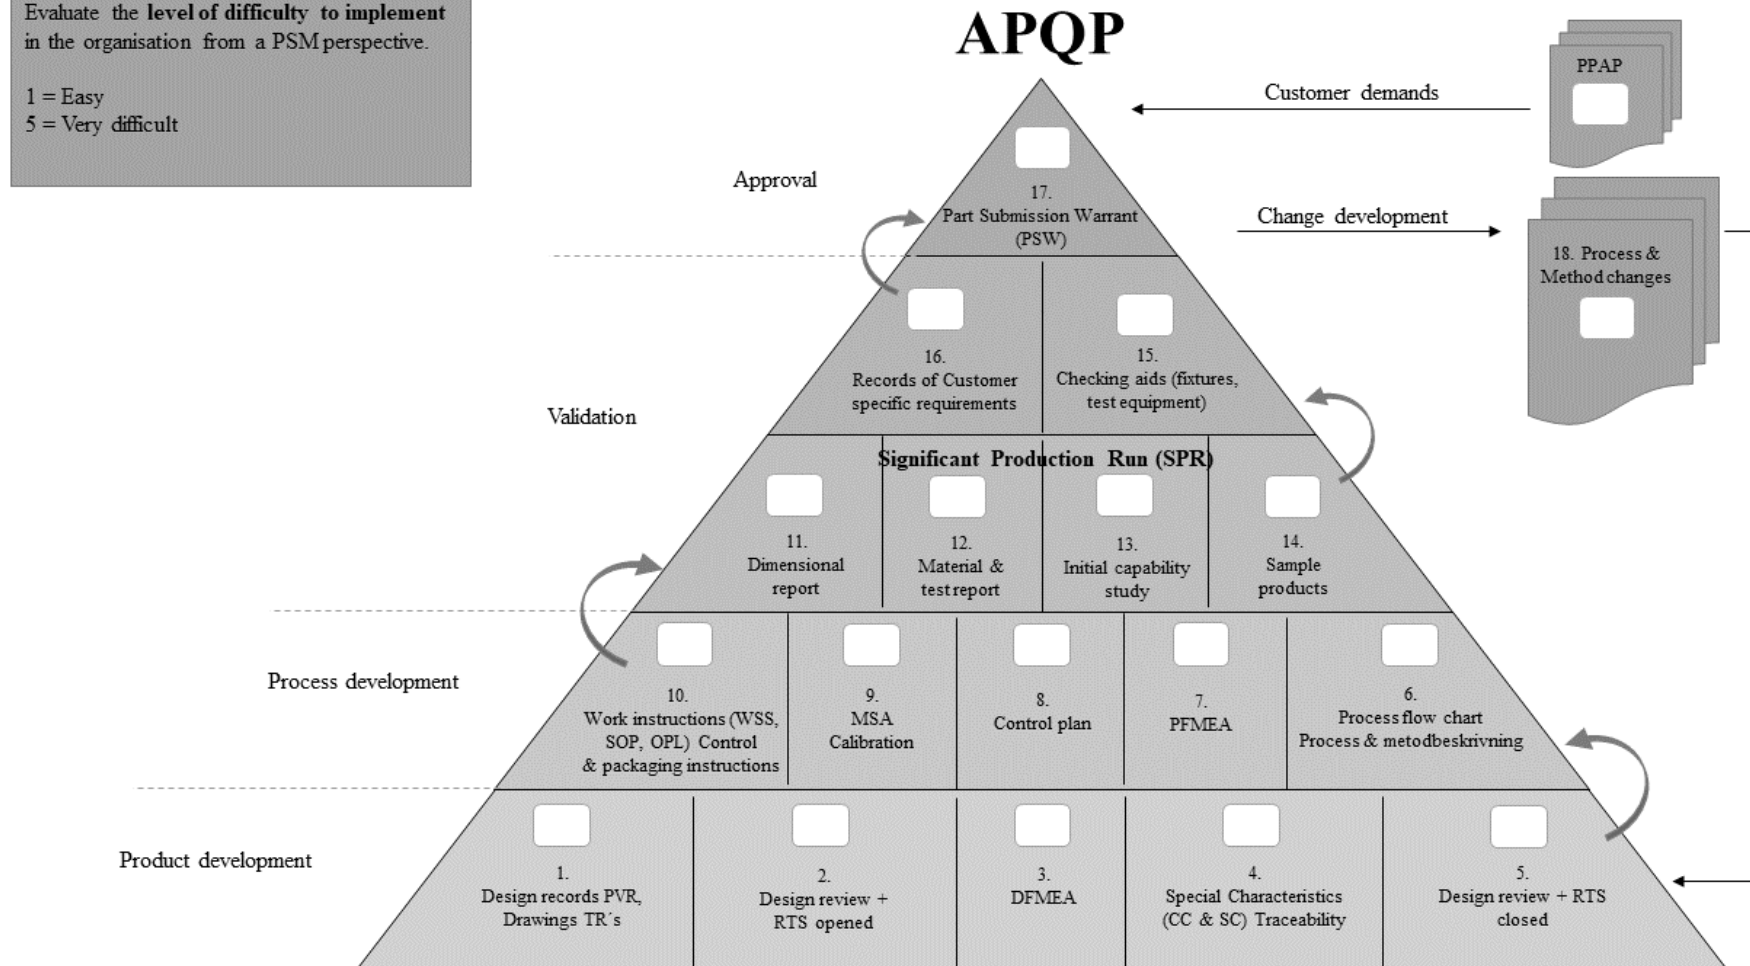 Evaluate the level of difficulty to implement
in the organisation from a PSM perspective.
1 = Easy
5 = Very difficult
APQP
PPAP
Customer demands
Approval
17.
Part Submission Warrant
(PSW)
Change development
18. Process &
Method changes
16.
Records of Customer
specific requirements
15.
Checking aids (fixtures,
test equipment)
Validation
Significant Production Run (SPR)
11.
Dimensional
report
12.
Material &
test report
13.
Initial capability
study
14.
Sample
products
Process development
10.
Work instructions (WSS,
SOP, OPL) Control
& packaging instructions
9.
MSA
Calibration
8.
Control plan
7.
PFMEA
6.
Process flow chart
Process & metodbeskrivning
Product development
1.
Design records PVR,
Drawings TR´s
2.
Design review +
RTS opened
3.
DFMEA
4.
Special Characteristics
(CC & SC) Traceability
5.
Design review + RTS
closed